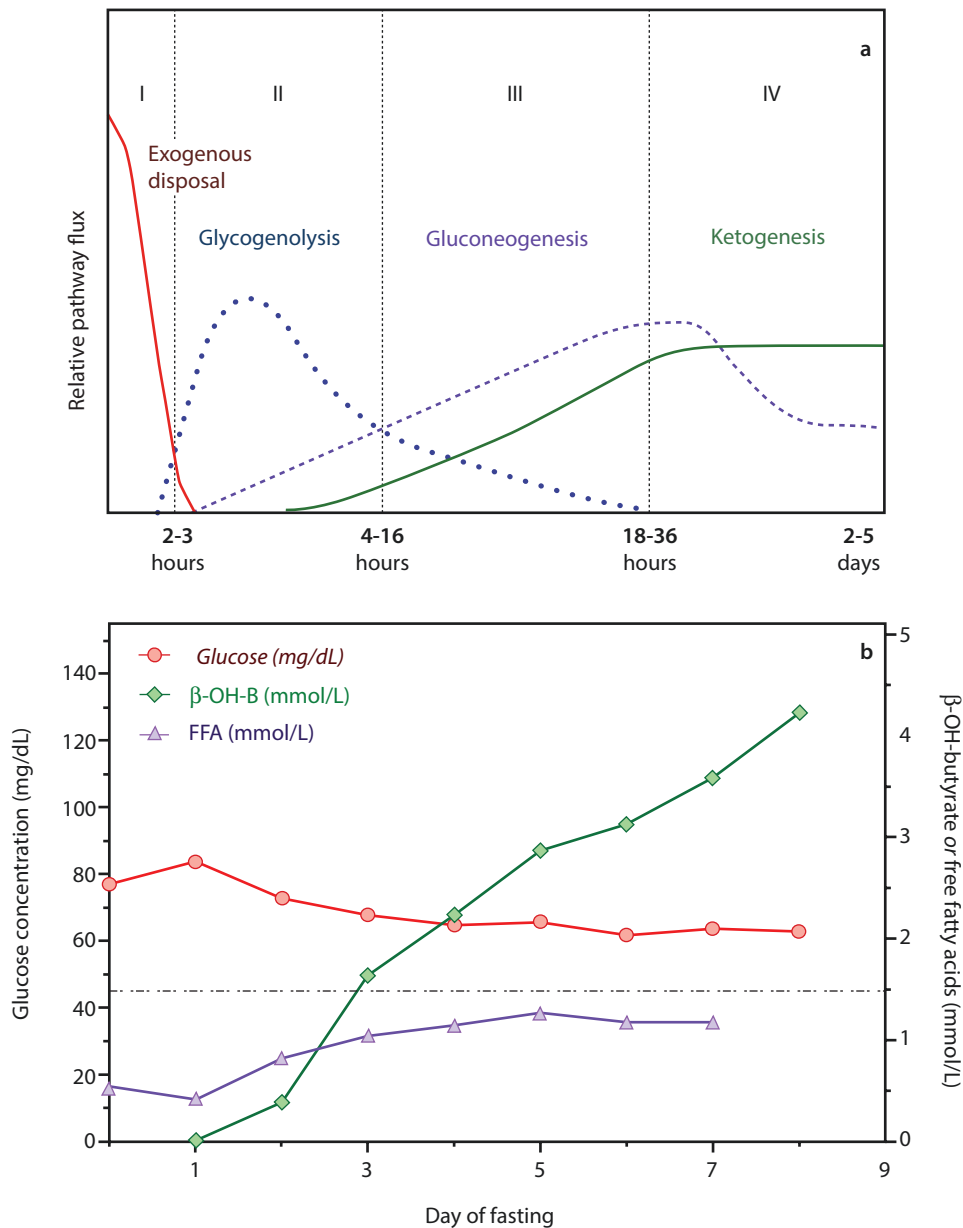 a
I
II
III
IV
Exogenous
disposal
Glycogenolysis
Gluconeogenesis
Ketogenesis
Relative pathway flux
2-3
hours
4-16
hours
18-36
hours
2-5
days
b
Glucose (mg/dL)
β-OH-B (mmol/L)
FFA (mmol/L)
Glucose concentration (mg/dL)
140
120
100
80
60
40
20
0
5
4
3
2
1
0
β-OH-butyrate or free fatty acids (mmol/L)
1
3
5
7
9
Day of fasting